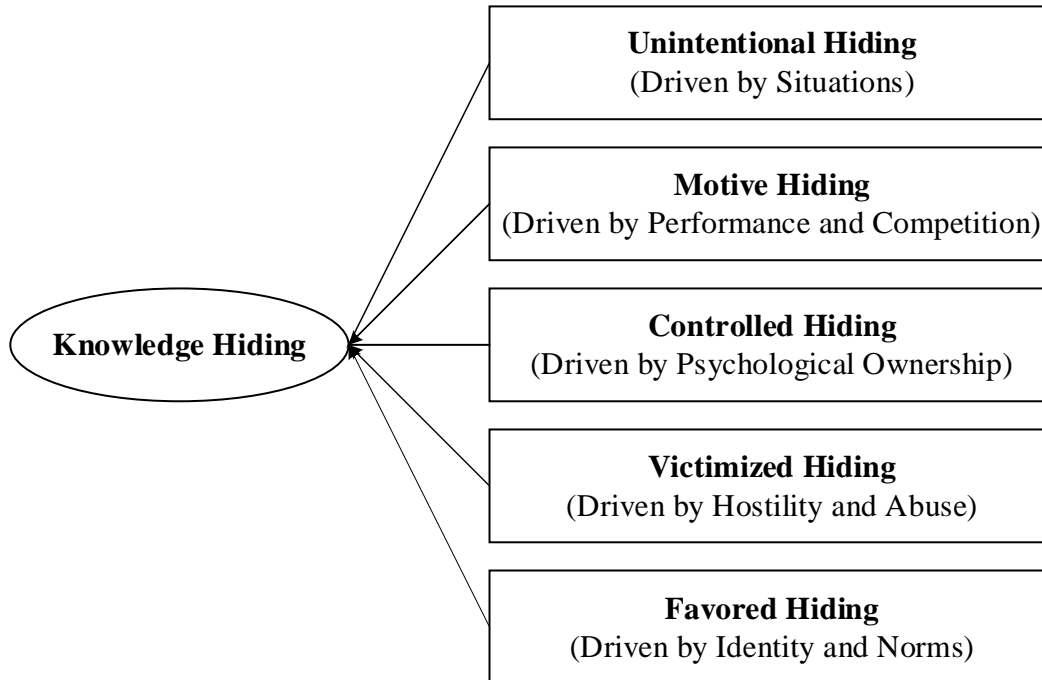 Unintentional Hiding
(Driven by Situations)
Motive Hiding
(Driven by Performance and Competition)
Knowledge Hiding
Controlled Hiding
(Driven by Psychological Ownership)
Victimized Hiding
(Driven by Hostility and Abuse)
Favored Hiding
(Driven by Identity and Norms)